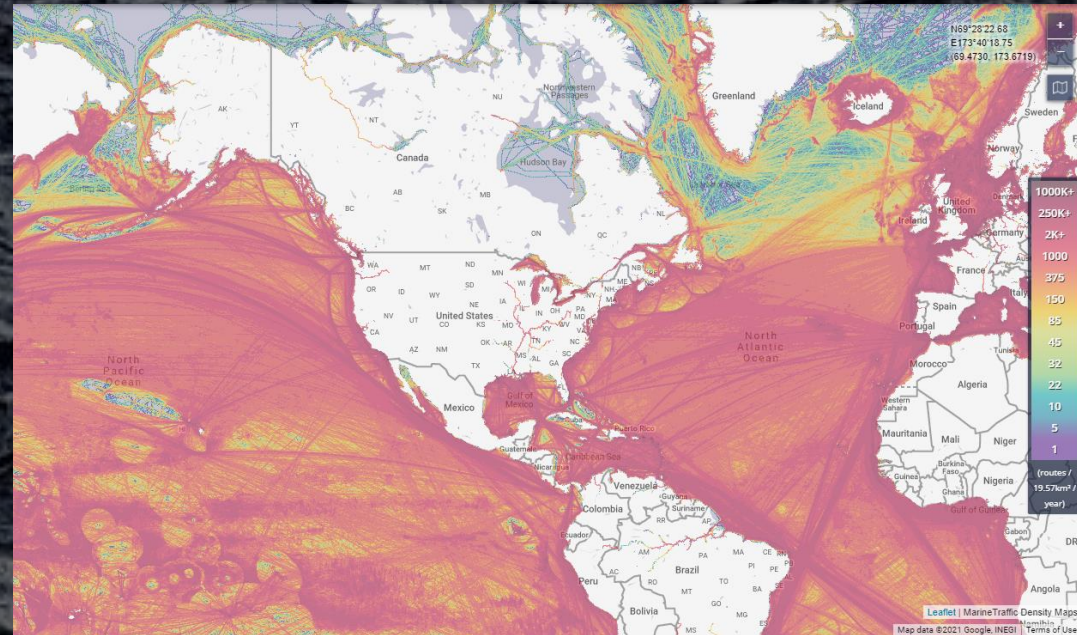 N69°28'22.68
E173°40'18.75
(69.4730, 173.6719)
+
Greenland
Iceland
Sweden
Norway
Northwestern
Passages
NU
AK
YT
NT
Canada
Hudson Bay
AB
BC
SK
MB
ON
QC
NL
NB
United
Kingdom
Ireland
Germany
France
Spain
Portugal
WA
MT
ND
MN
ME
OR
ID
WY
SD
WI
MI
NH
MA
NY
NV
UT
CO
NE
IA
IL
IN
OH
PA
MD
United States
KS
MO
KY
VA
CA
AZ
NM
OK
AR
TN
NC
SC
TX
MS
AL
GA
LA
North
Pacific
Ocean
North
Atlantic
Ocean
Mexico
Gulf of
Mexico
Cuba
Puerto Rico
Guatemala
Caribbean Sea
Nicaragua
Venezuela
Guyana
Suriname
Colombia
RR
AP
Ecuador
AM
PA
MA
CE
Peru
AC
RO
Brazil
PI
PE
TO
BA
MT
GO
MG
Bolivia
MS
ES
Morocco
Tunisia
Algeria
Western
Sahara
Mauritania
Mali
Niger
Burkina
Faso
Guinea
Ghana
Nigeria
Gulf of Guinea
Gabon
Angola
1000K+
250K+
2K+
1000
375
150
85
45
32
22
10
5
1
(routes /
19.57km² /
year)
Leaflet | MarineTraffic Density Maps
Map data ©2021 Google, INEGI | Terms of Use